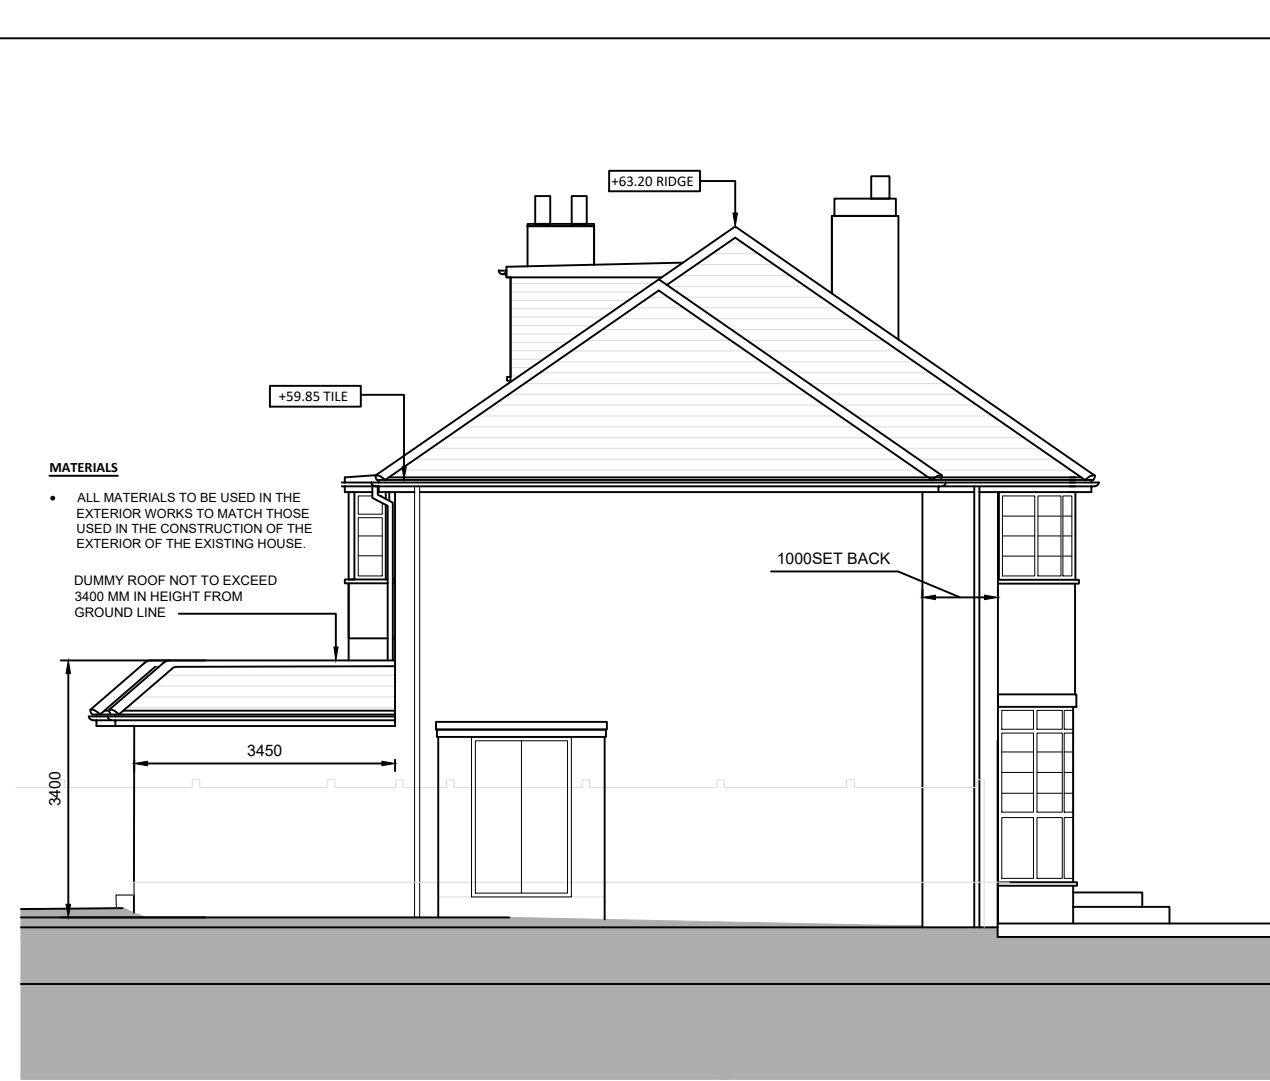 +63.20 RIDGE
+59.85 TILE
MATERIALS
• ALL MATERIALS TO BE USED IN THE
EXTERIOR WORKS TO MATCH THOSE
USED IN THE CONSTRUCTION OF THE
EXTERIOR OF THE EXISTING HOUSE.
DUMMY ROOF NOT TO EXCEED
3400 MM IN HEIGHT FROM
GROUND LINE
1000SET BACK
3450
3400